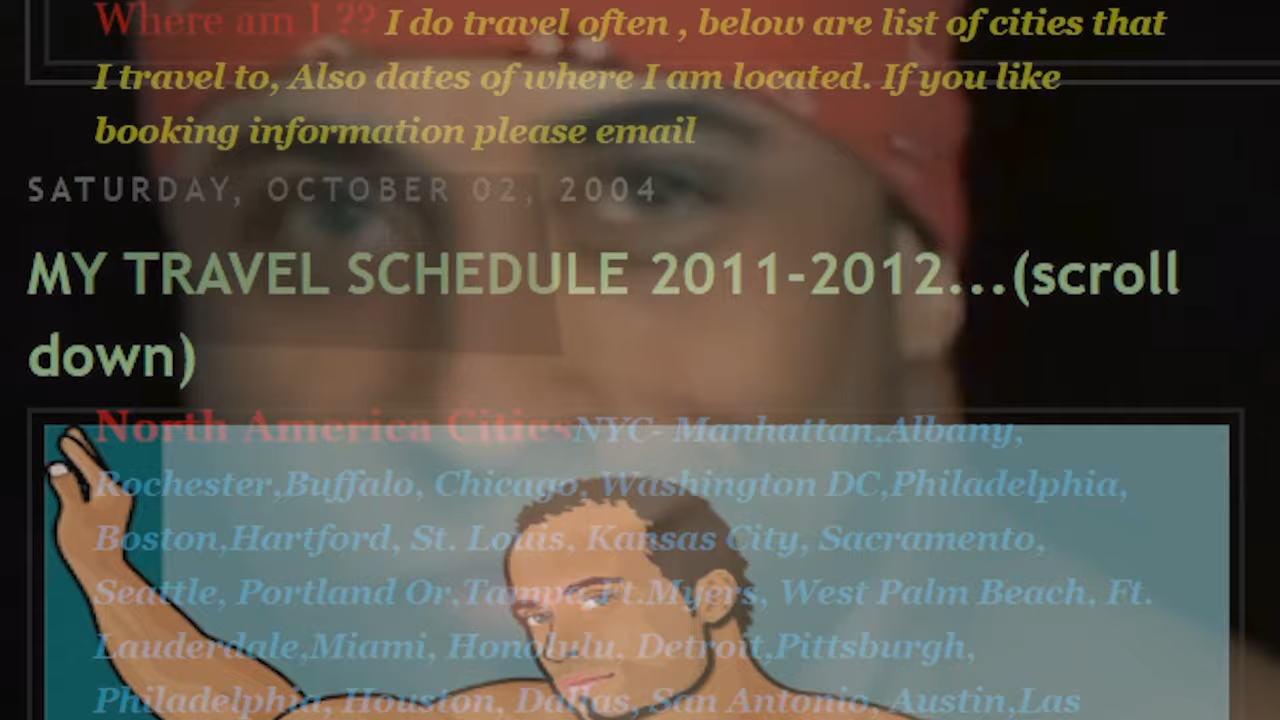 Where am I ?? I do travel often , below are list of cities that
I travel to, Also dates of where I am located. If you like
booking information please email
SATURDAY, OCTOBER 02, 2004
MY TRAVEL SCHEDULE 2011-2012...(scroll
down)
North America CitiesNYC- Manhattan.Albany,
Rochester,Buffalo, Chicago, Washington DC,Philadelphia,
Boston,Hartford, St. Louis, Kansas City, Sacramento,
Seattle, Portland Or,Tampa,Ft.Myers, West Palm Beach, Ft.
Lauderdale,Miami, Honolulu, Detroit,Pittsburgh,
Philadelphia, Houston, Dallas, San Antonio, Austin,Las